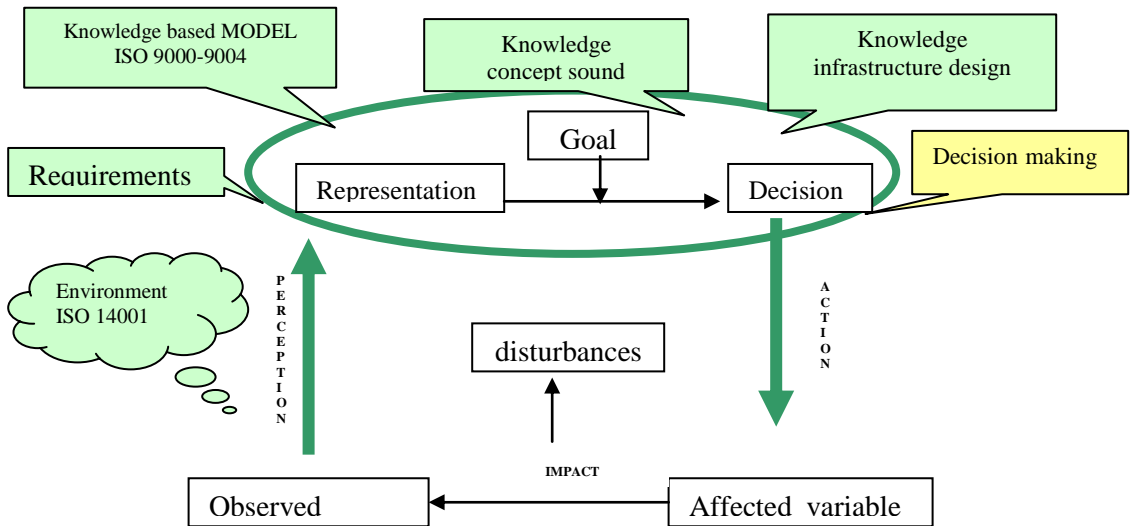 Knowledge based MODEL
ISO 9000-9004
Knowledge
concept sound
Knowledge
infrastructure design
Goal
Decision making
Requirements
Representation
Decision
Environment
ISO 14001
PERCEPTION
ACTION
disturbances
IMPACT
Observed
Affected variable